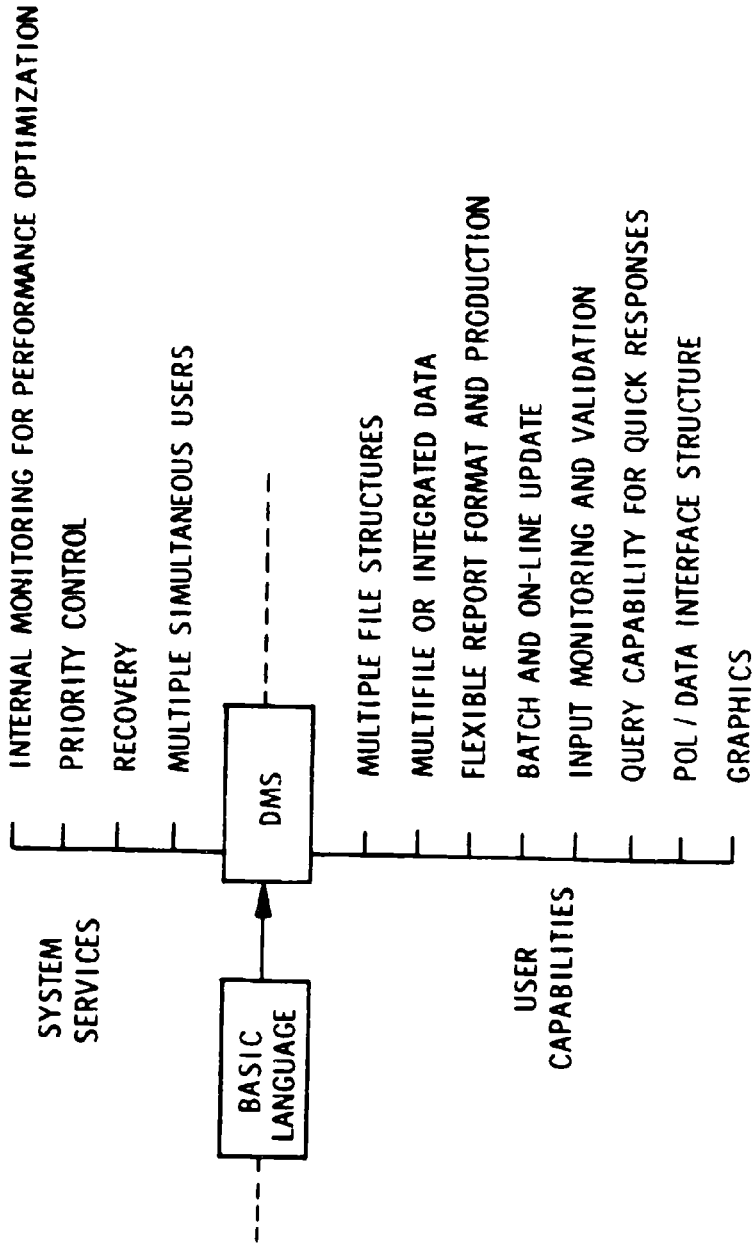 SYSTEM
SERVICES
INTERNAL MONITORING FOR PERFORMANCE OPTIMIZATION
PRIORITY CONTROL
RECOVERY
MULTIPLE SIMULTANEOUS USERS
BASIC
LANGUAGE
DMS
USER
CAPABILITIES
MULTIPLE FILE STRUCTURES
MULTIFILE OR INTEGRATED DATA
FLEXIBLE REPORT FORMAT AND PRODUCTION
BATCH AND ON-LINE UPDATE
INPUT MONITORING AND VALIDATION
QUERY CAPABILITY FOR QUICK RESPONSES
POL / DATA INTERFACE STRUCTURE
GRAPHICS